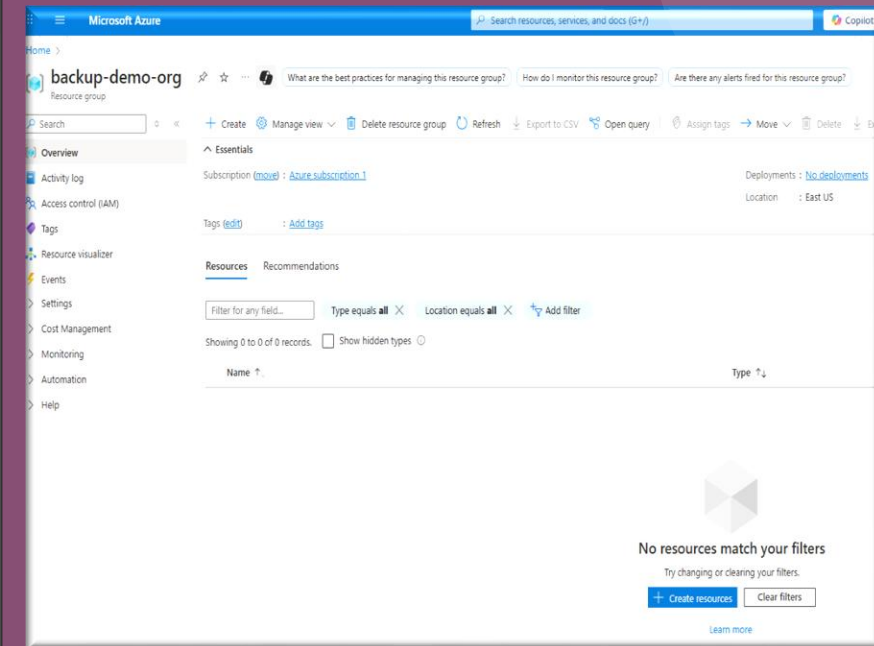 Microsoft Azure
Search resources, services, and docs (G+/)
Copilot
Home >
backup-demo-org
Resource group
What are the best practices for managing this resource group?
How do I monitor this resource group?
Are there any alerts fired for this resource group?
Search
Create
Manage view
Delete resource group
Refresh
Export to CSV
Open query
Assign tags
Move
Delete
Overview
Essentials
Activity log
Subscription (move) : Azure subscription 1
Deployments : No deployments
Access control (IAM)
Location : East US
Tags
Tags (edit) : Add tags
Resource visualizer
Resources
Recommendations
Events
Settings
Filter for any field...
Type equals all
Location equals all
Add filter
Cost Management
Showing 0 to 0 of 0 records.
Show hidden types
Monitoring
Name
Type
Automation
Help
No resources match your filters
Try changing or clearing your filters.
Create resources
Clear filters
Learn more